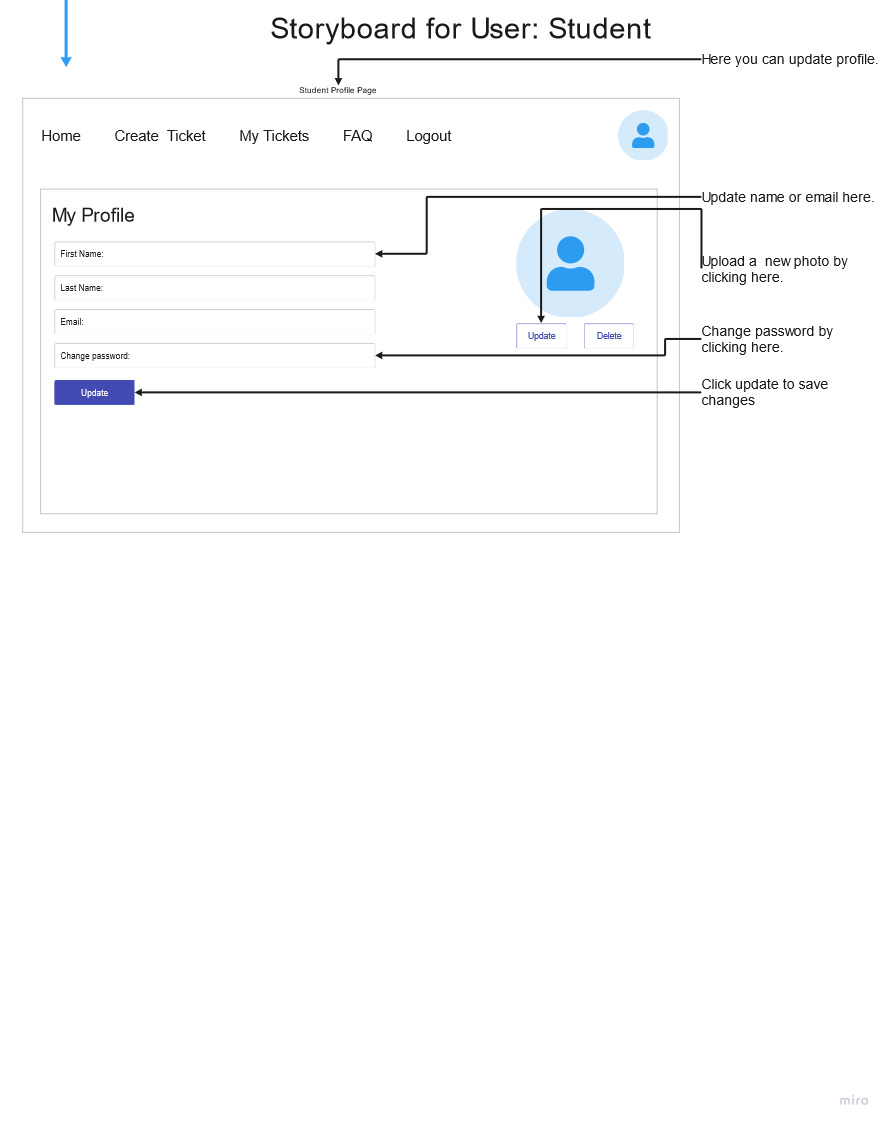 Storyboard for User: Student
Here you can update profile.
Student Profile Page
Home Create Ticket My Tickets FAQ Logout
Update name or email here.
My Profile
First Name:
Upload a new photo by
clicking here.
Last Name:
Email:
Update Delete
Change password by
clicking here.
Change password:
Click update to save
changes
Update
miro